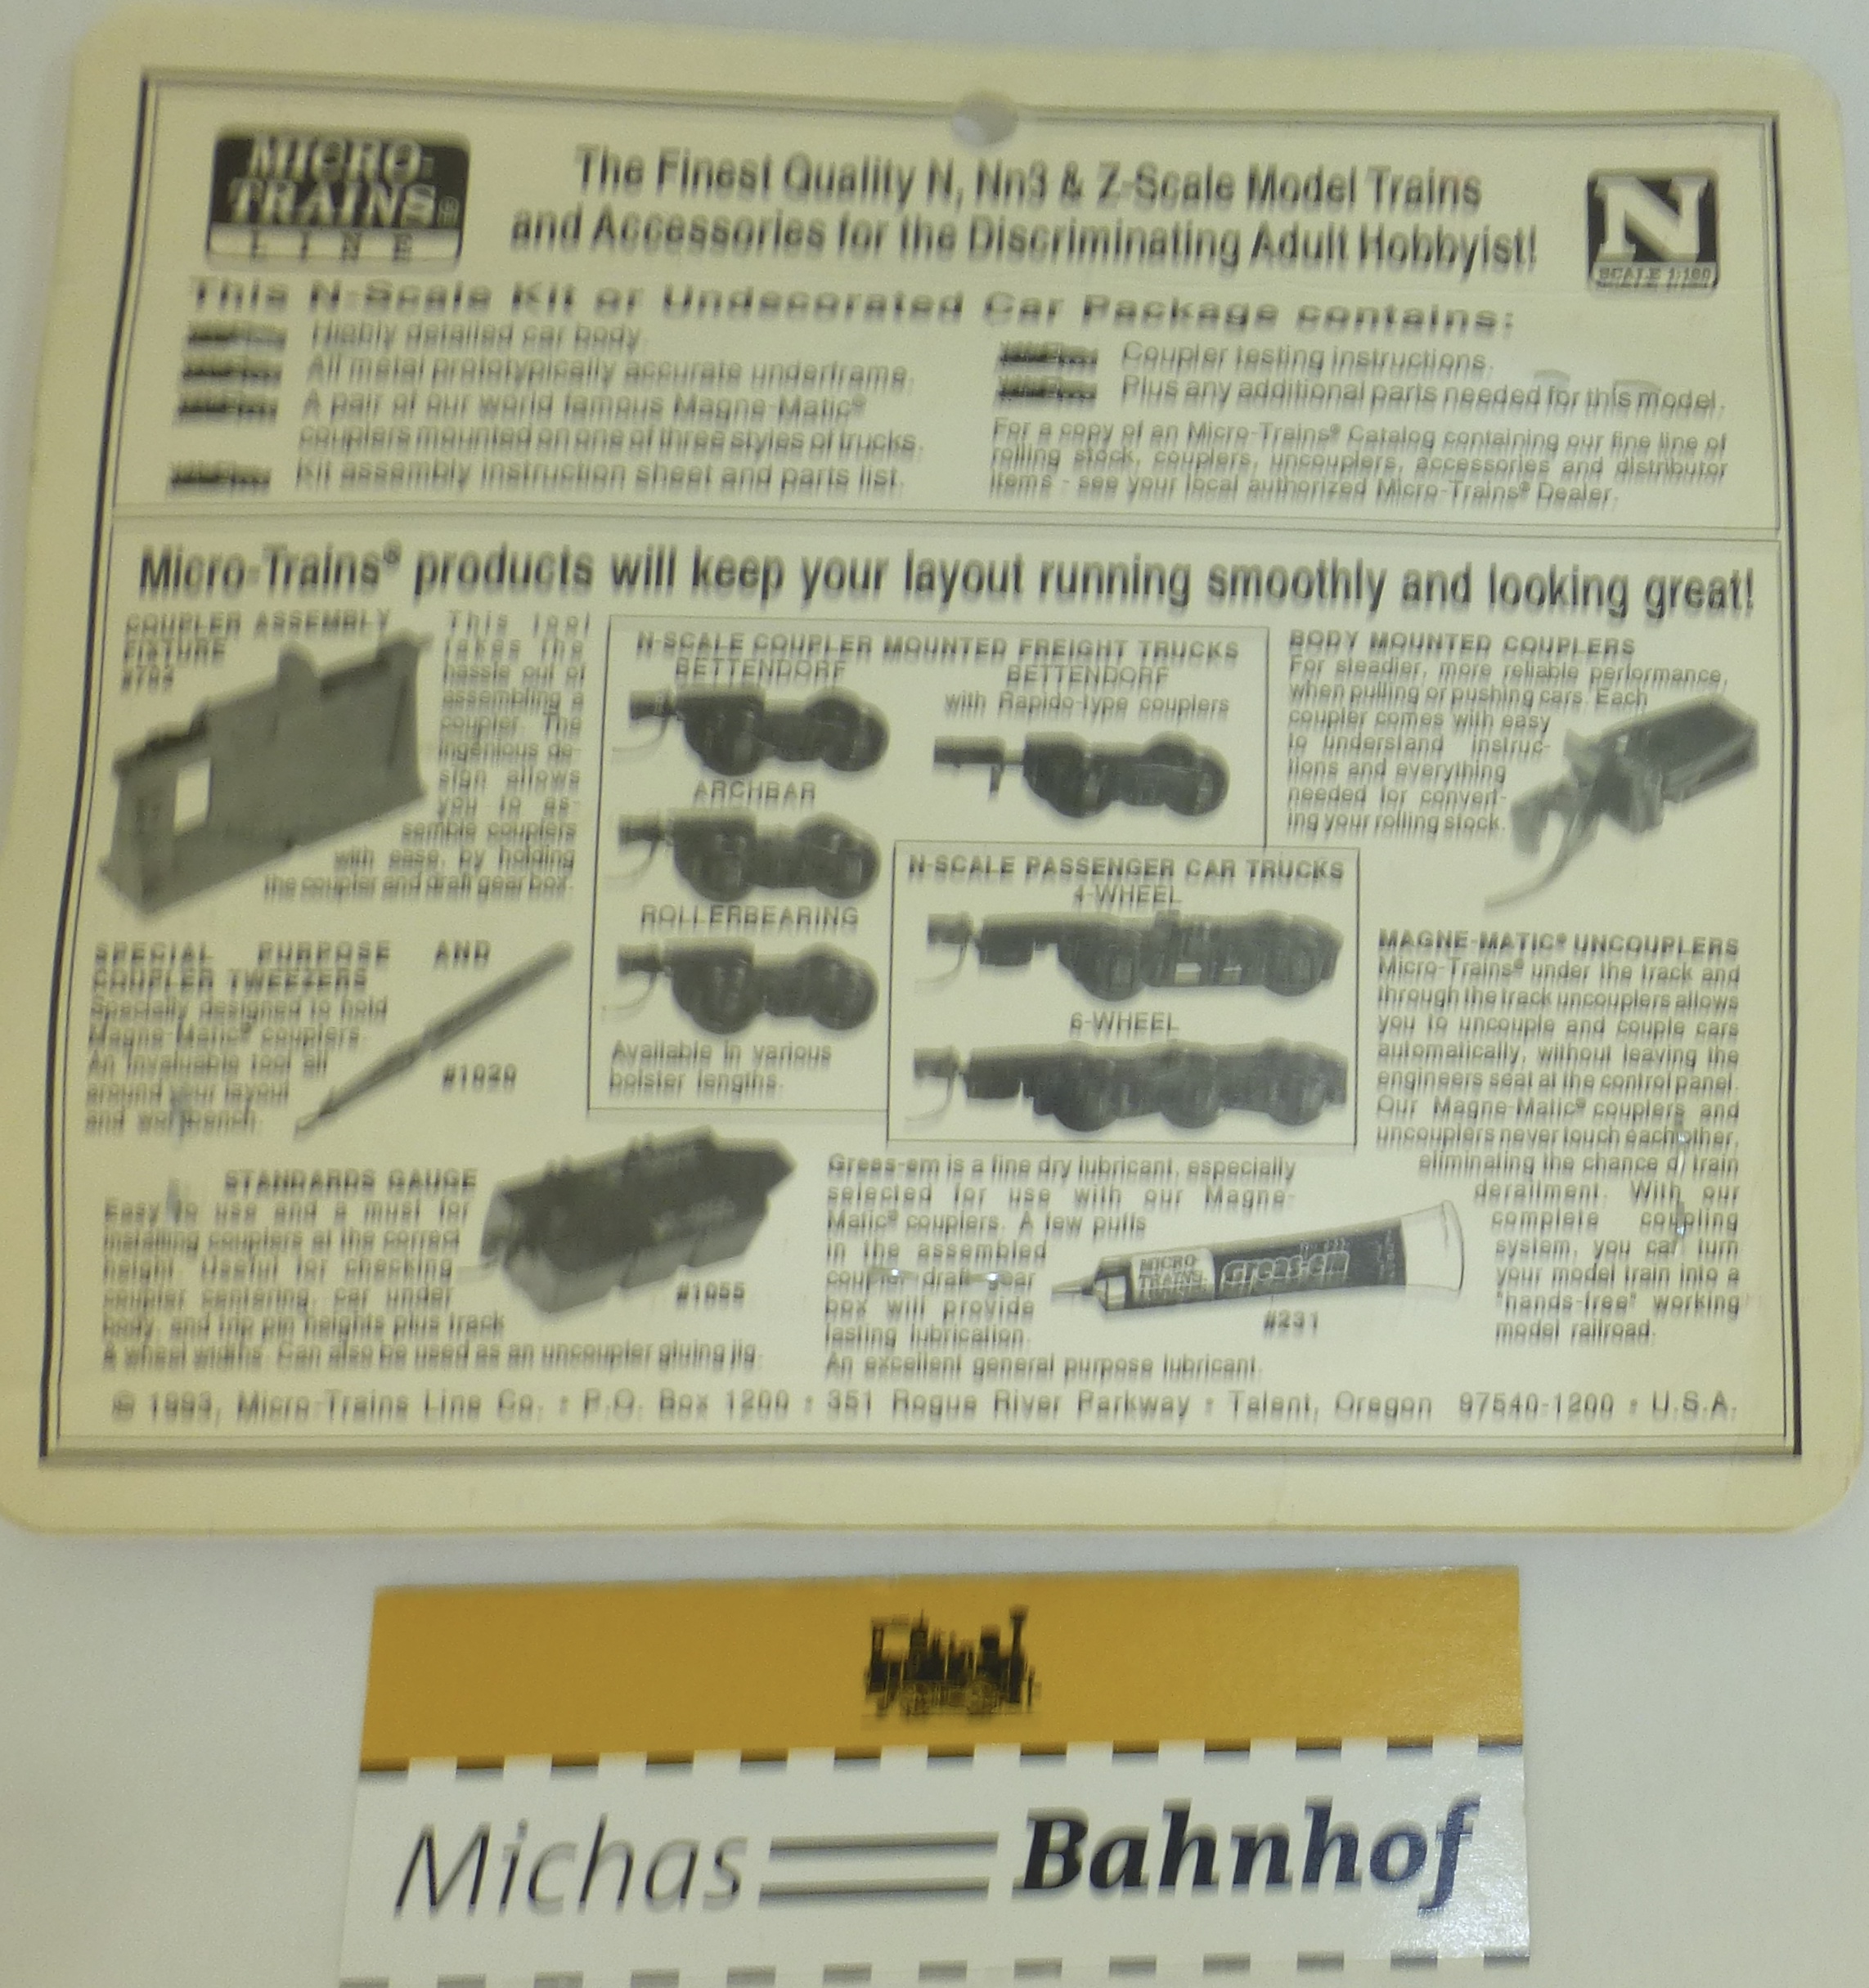 MICRO-
TRAINS®
LINE
The Finest Quality N, Nn3 & Z-Scale Model Trains
and Accessories for the Discriminating Adult Hobbyist!
N
SCALE 1:160
This N-Scale Kit or Undecorated Car Package contains:
Highly detailed car body.
All metal prototypically accurate underframe.
A pair of our world famous Magne-Matic®
couplers mounted on one of three styles of trucks.
Kit assembly instruction sheet and parts list.
Coupler testing instructions.
Plus any additional parts needed for this model.
For a copy of an Micro-Trains® Catalog containing our fine line of
rolling stock, couplers, uncouplers, accessories and distributor
items - see your local authorized Micro-Trains® Dealer.
Micro-Trains® products will keep your layout running smoothly and looking great!
COUPLER ASSEMBLY
FIXTURE
This tool
takes the
hassle out of
assembling a
coupler. The
ingenious de-
sign allows
you to as-
semble couplers
with ease, by holding
the coupler and draft gear box.
SPECIAL PURPOSE AND
COUPLER TWEEZERS
Specially designed to hold
Magne-Matic® couplers.
An invaluable tool all
around your layout
and workbench.
#1020
N-SCALE COUPLER MOUNTED FREIGHT TRUCKS
BETTENDORF
ARCHBAR
ROLLERBEARING
Available in various
bolster lengths.
BETTENDORF
with Rapido-type couplers
N-SCALE PASSENGER CAR TRUCKS
4-WHEEL
6-WHEEL
BODY MOUNTED COUPLERS
For steadier, more reliable performance,
when pulling or pushing cars. Each
coupler comes with easy
to understand instruc-
tions and everything
needed for convert-
ing your rolling stock.
MAGNE-MATIC® UNCOUPLERS
Micro-Trains® under the track and
through the track uncouplers allows
you to uncouple and couple cars
automatically, without leaving the
engineers seat at the control panel.
Our Magne-Matic® couplers and
uncouplers never touch each other,
eliminating the chance of train
derailment. With our
complete coupling
system, you can turn
your model train into a
"hands-free" working
model railroad.
STANDARDS GAUGE
Easy to use and a must for
installing couplers at the correct
height. Useful for checking
coupler centering, car under
body, and trip pin heights plus track
& wheel widths. Can also be used as an uncoupler gluing jig.
#1055
Greas-em is a fine dry lubricant, especially
selected for use with our Magne-
Matic® couplers. A few puffs
in the assembled
coupler draft gear
box will provide
lasting lubrication.
An excellent general purpose lubricant.
MICRO-
TRAINS
Greas-em
#231
© 1993, Micro-Trains Line Co. • P.O. Box 1200 • 351 Rogue River Parkway • Talent, Oregon 97540-1200 • U.S.A.
Michas Bahnhof